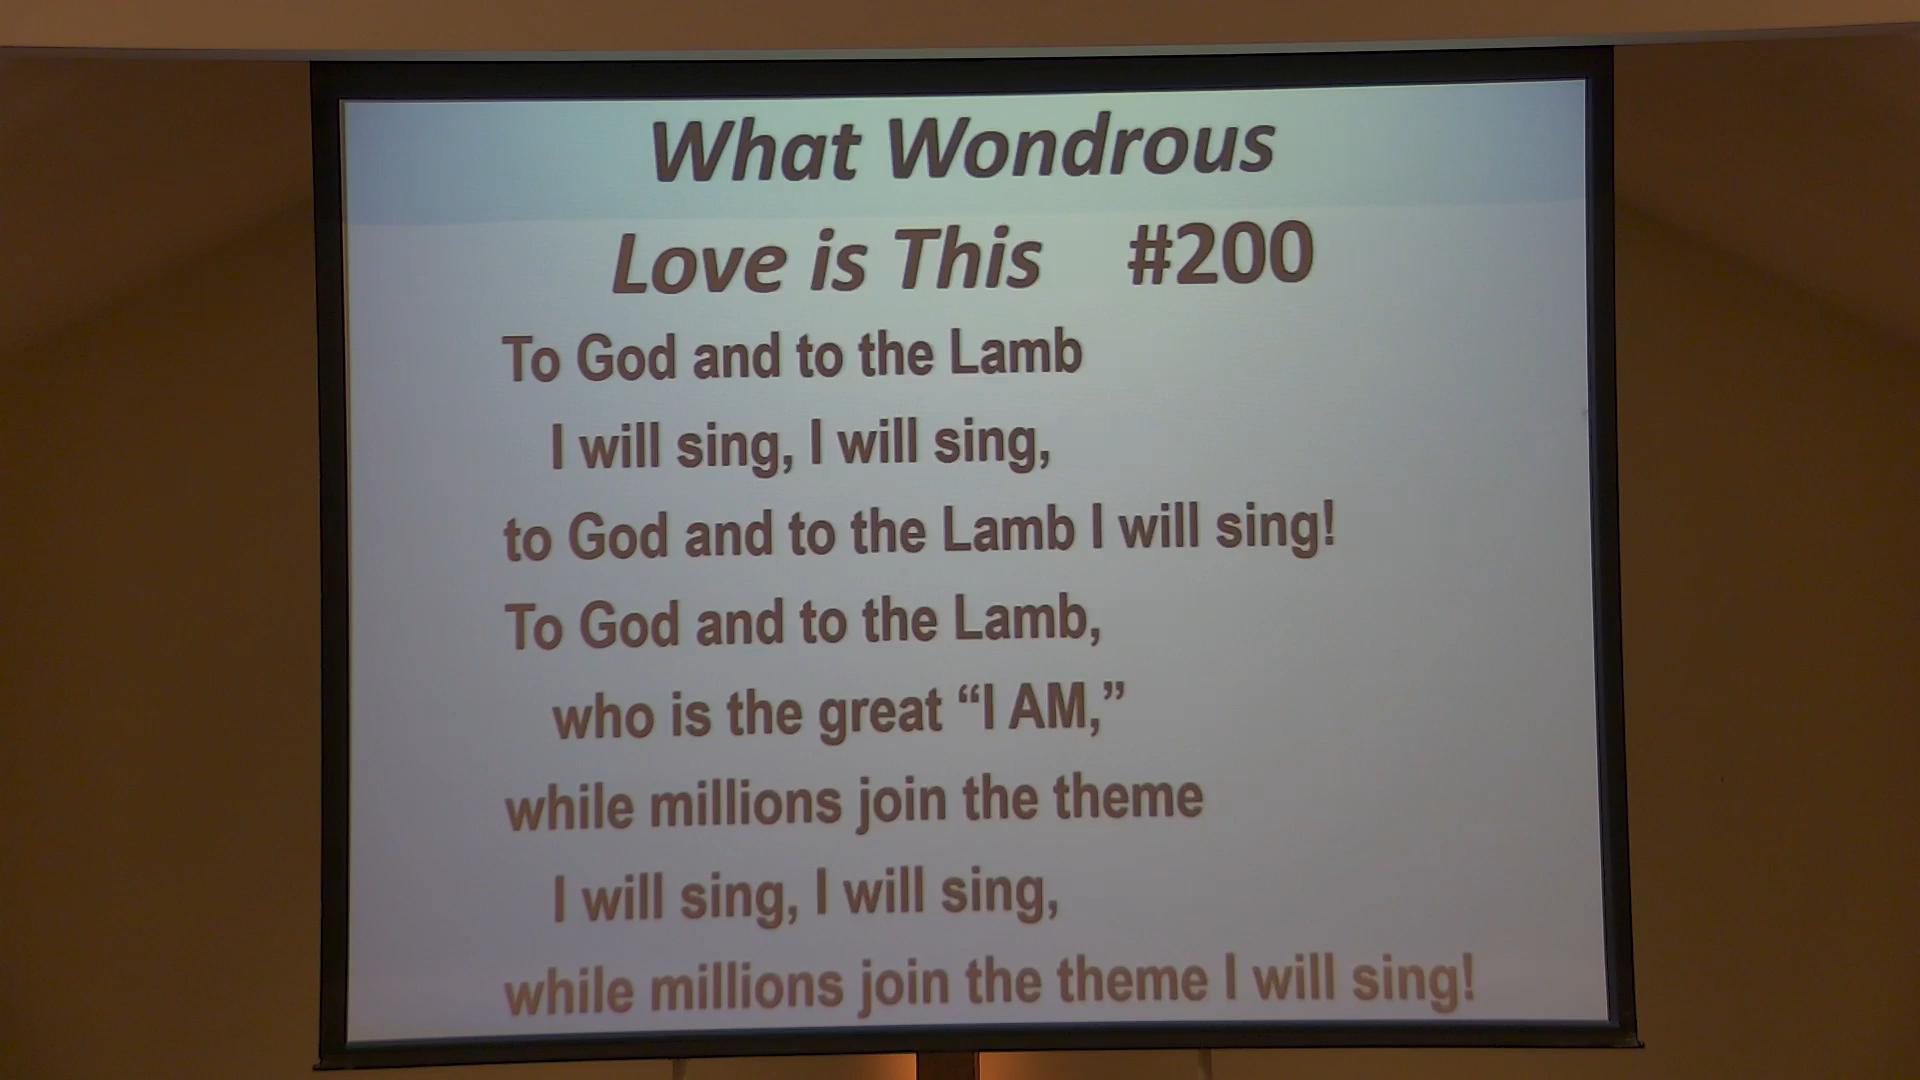 What Wondrous
Love is This #200
To God and to the Lamb
I will sing, I will sing,
to God and to the Lamb I will sing!
To God and to the Lamb,
who is the great “I AM,”
while millions join the theme
I will sing, I will sing,
while millions join the theme I will sing!